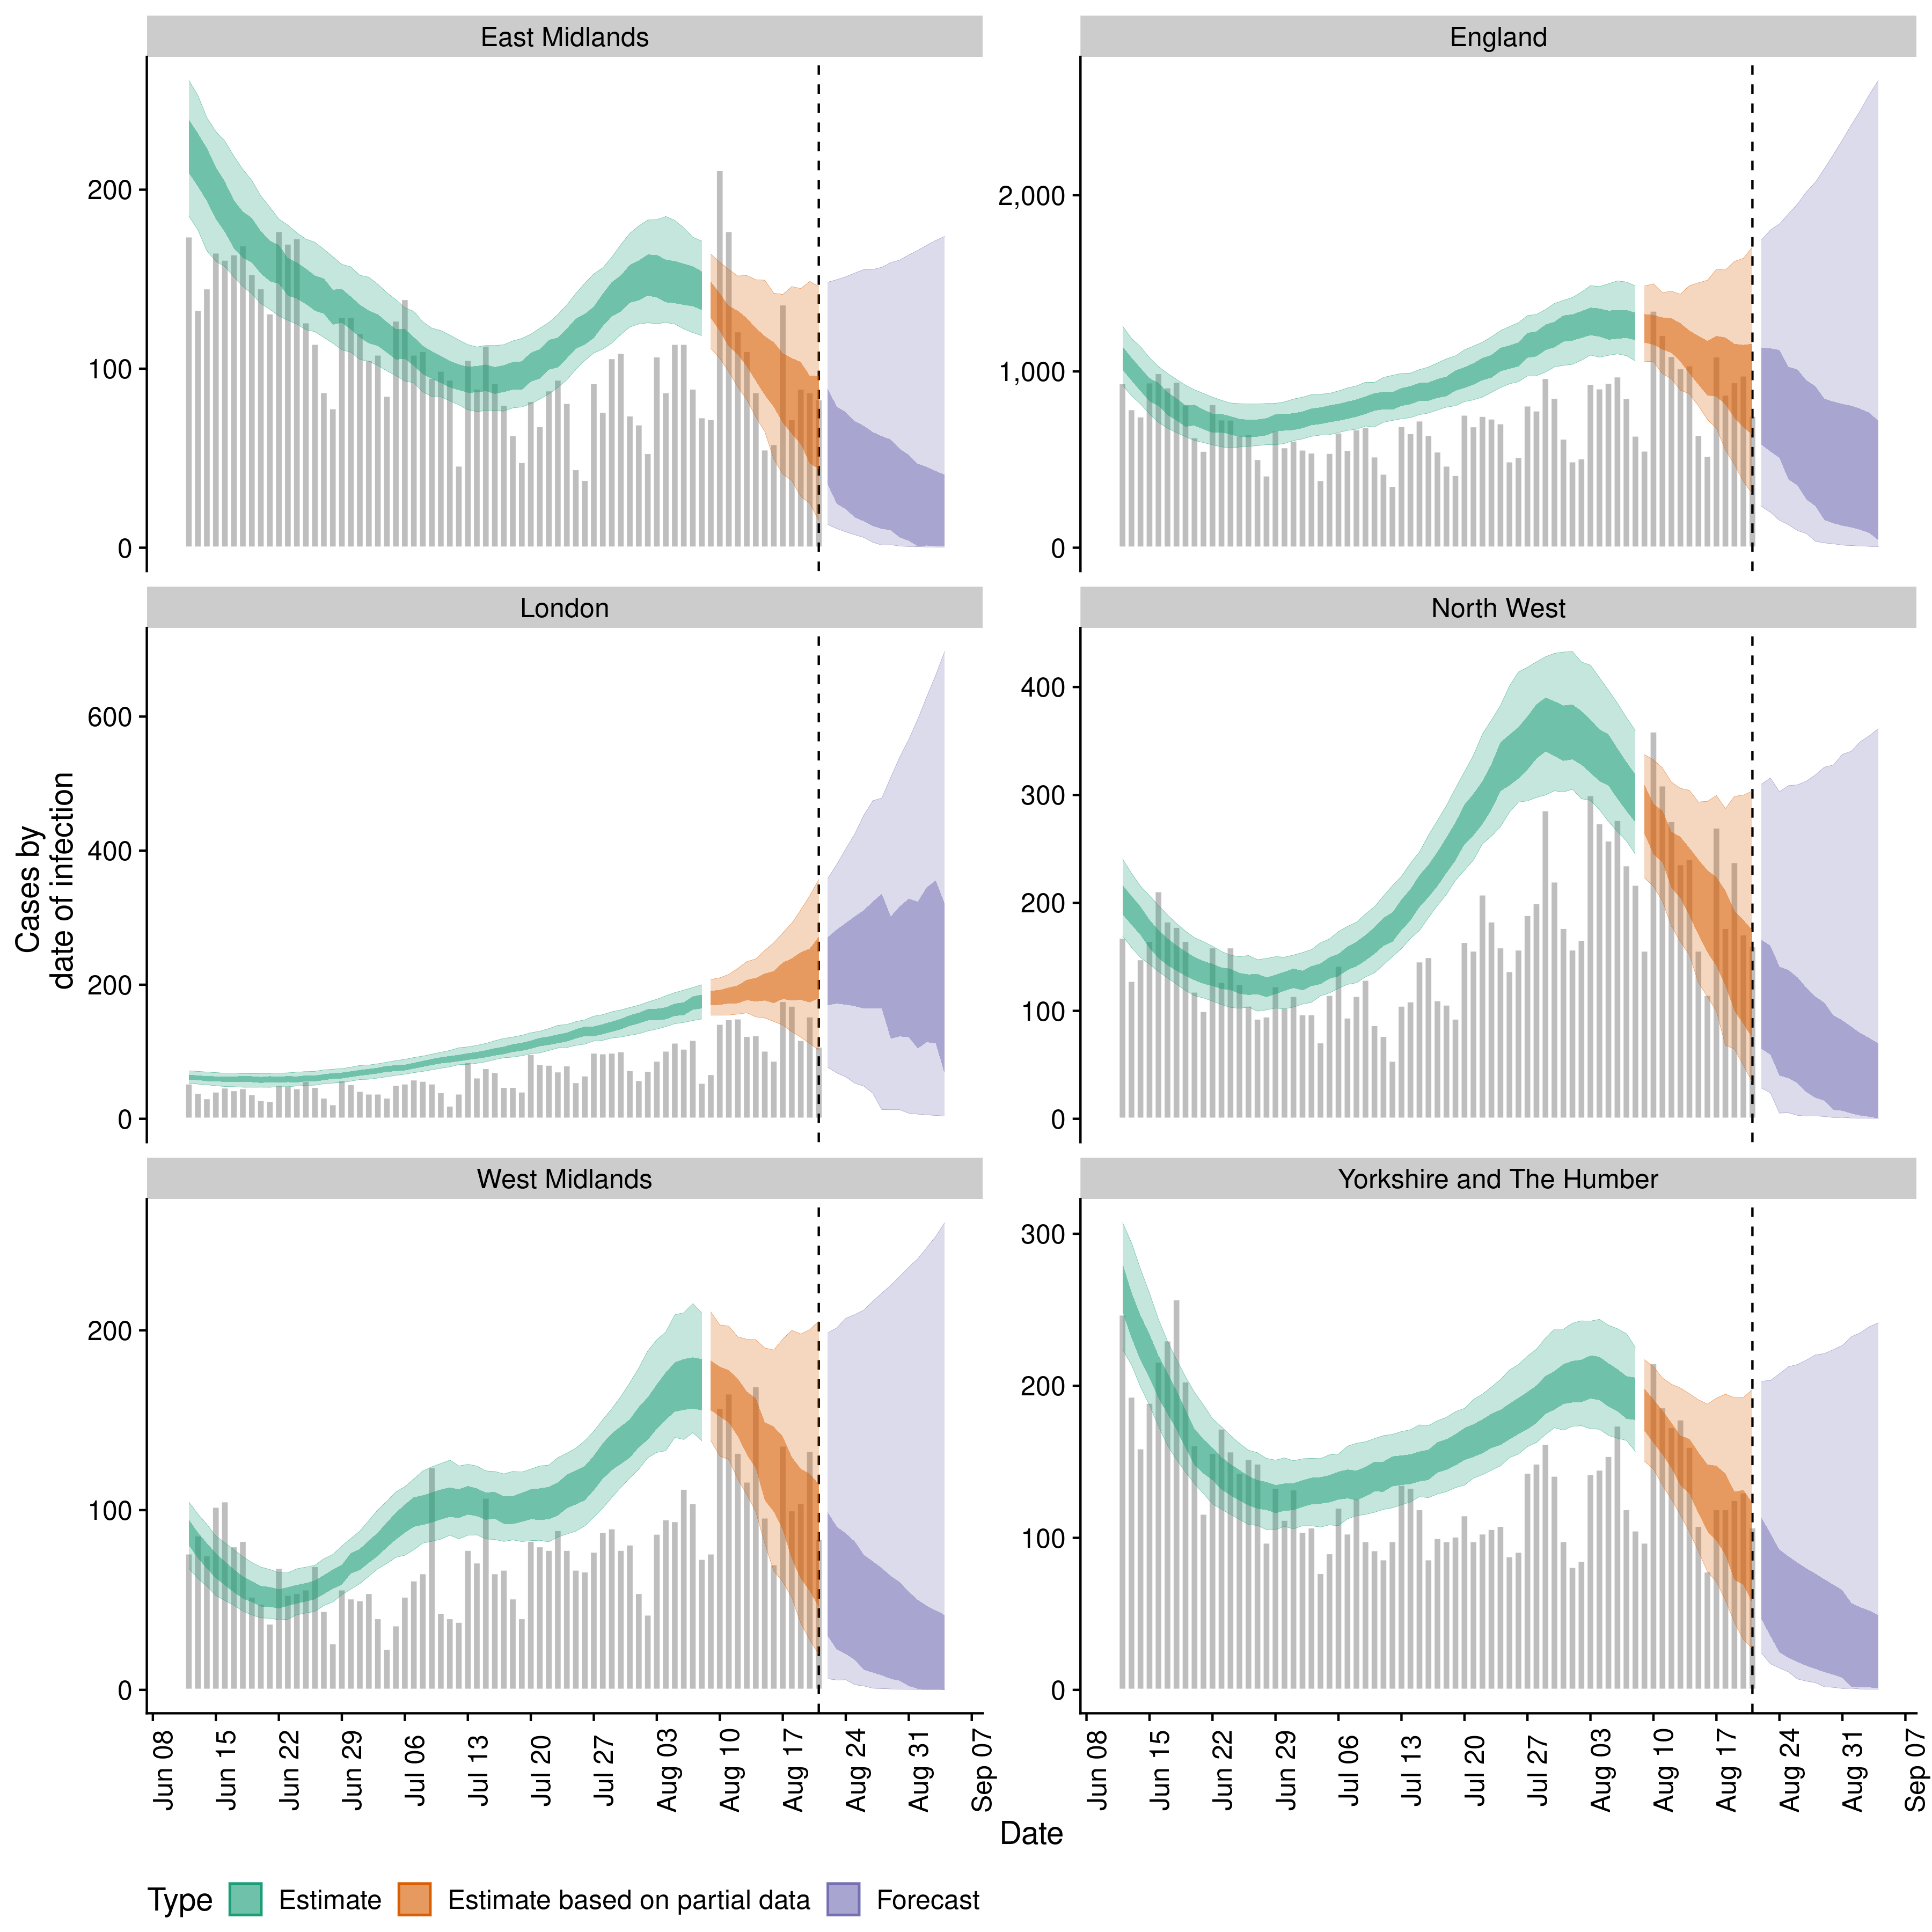 East Midlands
England
200
100
0
2,000
1,000
0
London
North West
600
400
200
0
400
300
200
100
0
West Midlands
Yorkshire and The Humber
200
100
0
300
200
100
0
Cases by
date of infection
Jun 08
Jun 15
Jun 22
Jun 29
Jul 06
Jul 13
Jul 20
Jul 27
Aug 03
Aug 10
Aug 17
Aug 24
Aug 31
Sep 07
Jun 08
Jun 15
Jun 22
Jun 29
Jul 06
Jul 13
Jul 20
Jul 27
Aug 03
Aug 10
Aug 17
Aug 24
Aug 31
Sep 07
Date
Type Estimate Estimate based on partial data Forecast